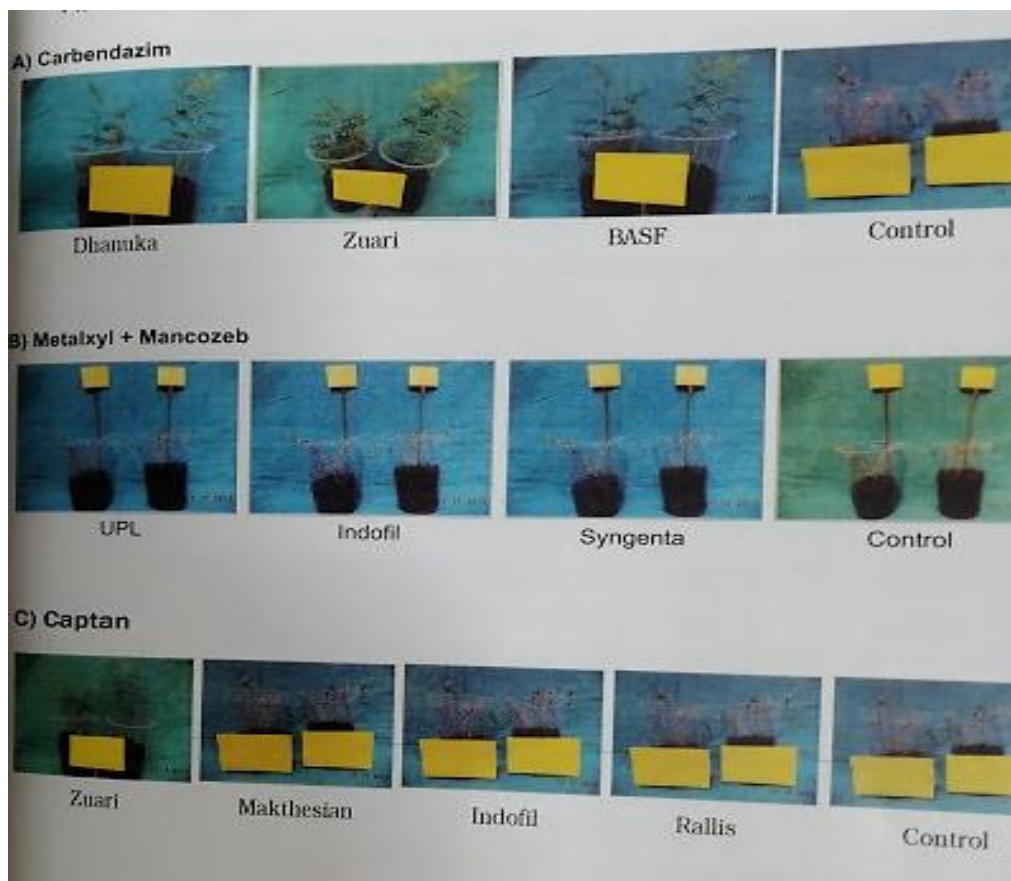 A) Carbendazim
Dhanuka Zuari BASF Control
B) Metalxyl + Mancozeb
UPL Indofil Syngenta Control
C) Captan
Zuari Makthesian Indofil Rallis Control